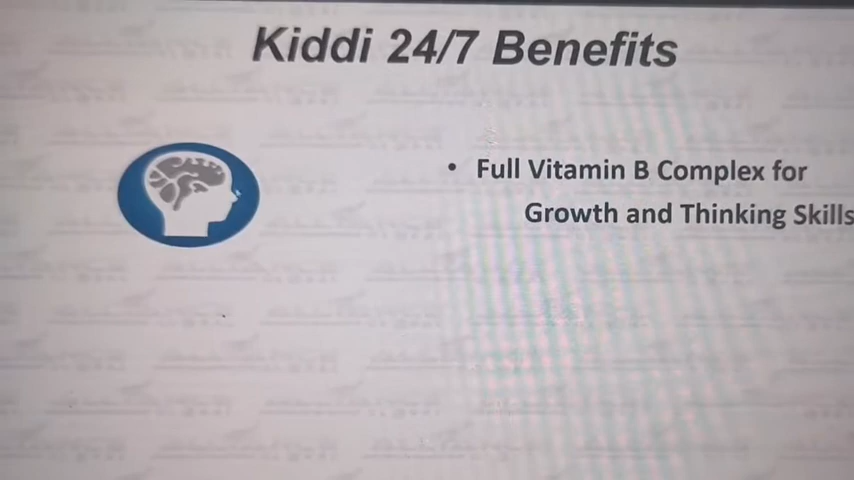 Kiddi 24/7 Benefits
• Full Vitamin B Complex for
Growth and Thinking Skills